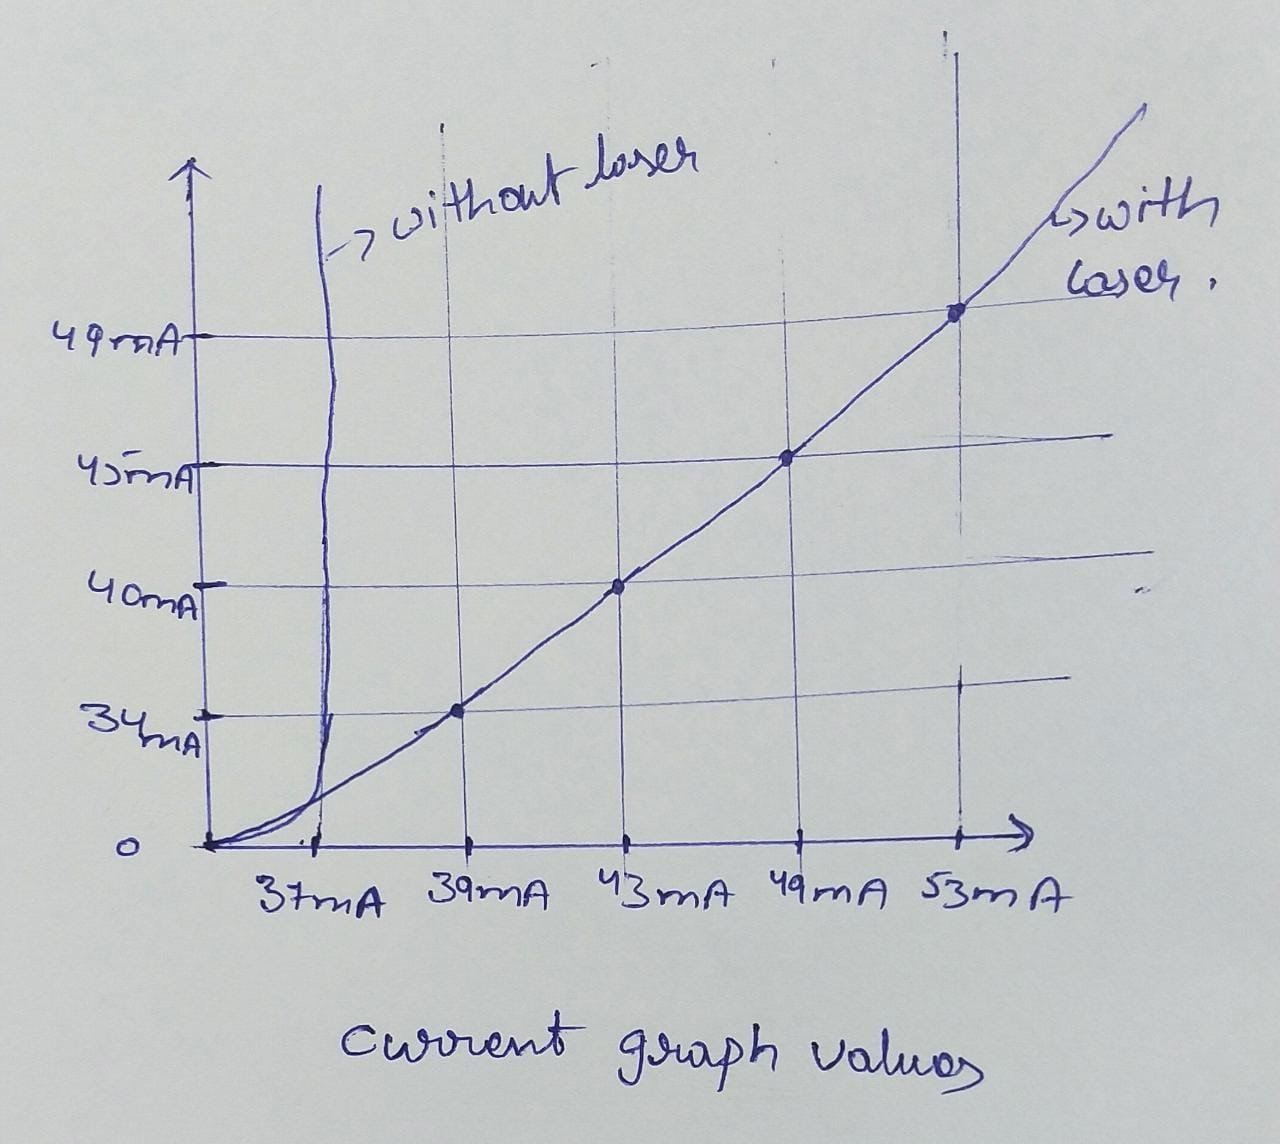 → without laser
→ with
laser.
49mA
45mA
40mA
34mA
0
37mA 39mA 43mA 49mA 53mA
current graph values